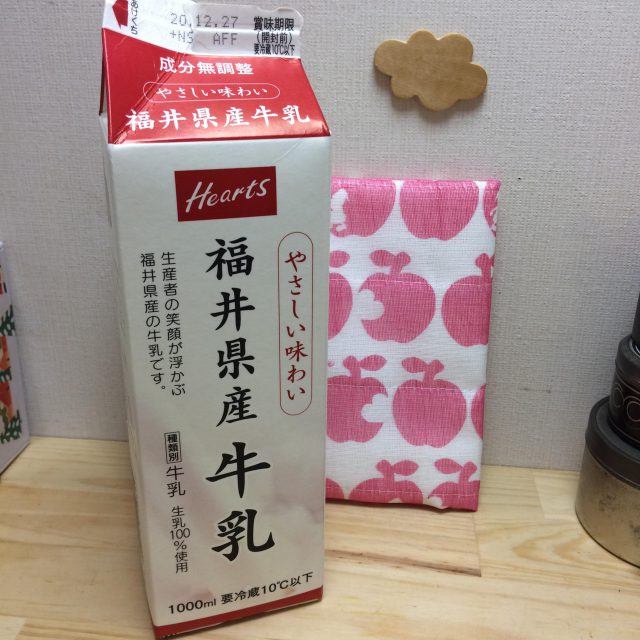 あけくち
20.12.27
+NS AFF
賞味期限
(開封前)
要冷蔵10℃以下
成分無調整
やさしい味わい
福井県産牛乳
Hearts
やさしい味わい
福井県産牛乳
生産者の笑顔が浮かぶ
福井県産の牛乳です。
種類別 牛乳 生乳100%使用
1000ml 要冷蔵10℃以下